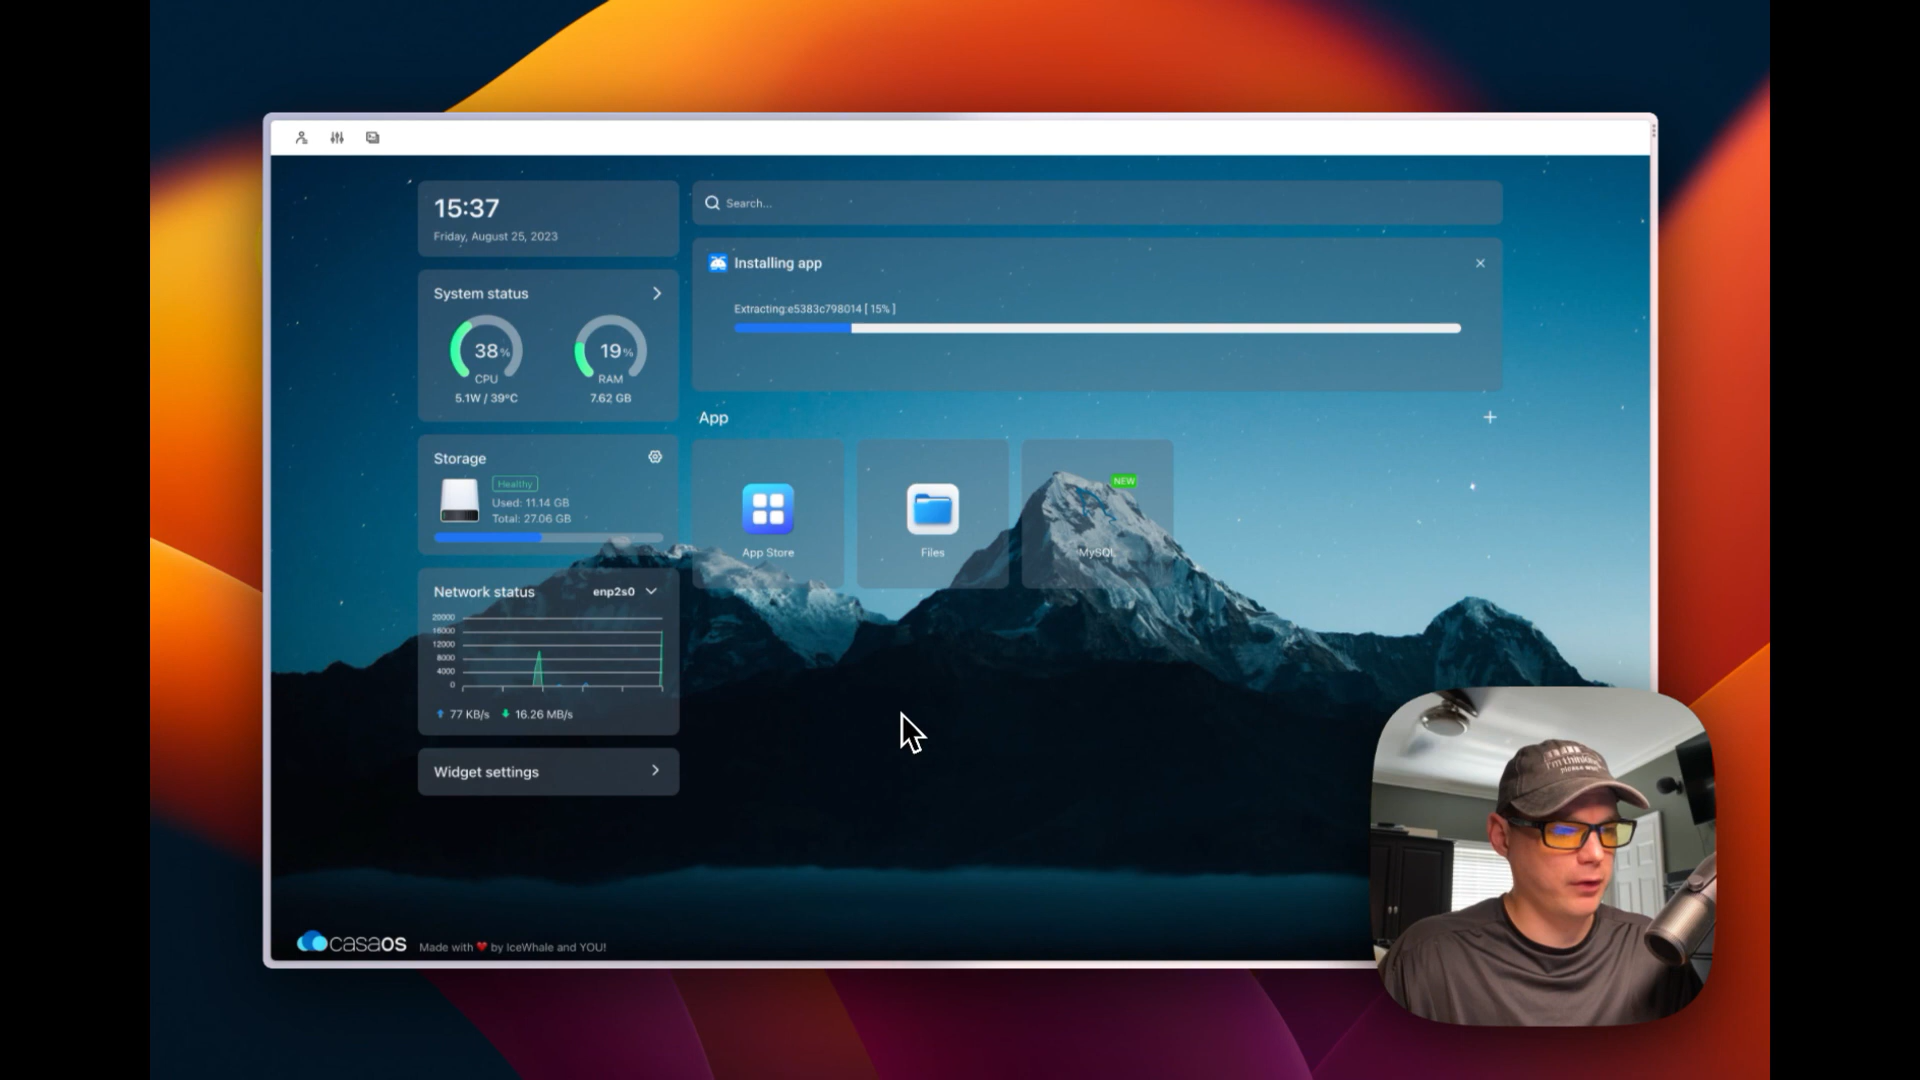 15:37
Friday, August 25, 2023
Search...
System status
38%
CPU
5.1W / 39°C
19%
RAM
7.62 GB
Installing app
Extracting:e5383c798014 [ 15% ]
App
Storage
Healthy
Used: 11.14 GB
Total: 27.06 GB
App Store
Files
NEW
MySQL
Network status
enp2s0
20000
16000
12000
8000
4000
0
77 KB/s
16.26 MB/s
Widget settings
casaos
Made with ❤ by IceWhale and YOU!
I'm thinking
please wait